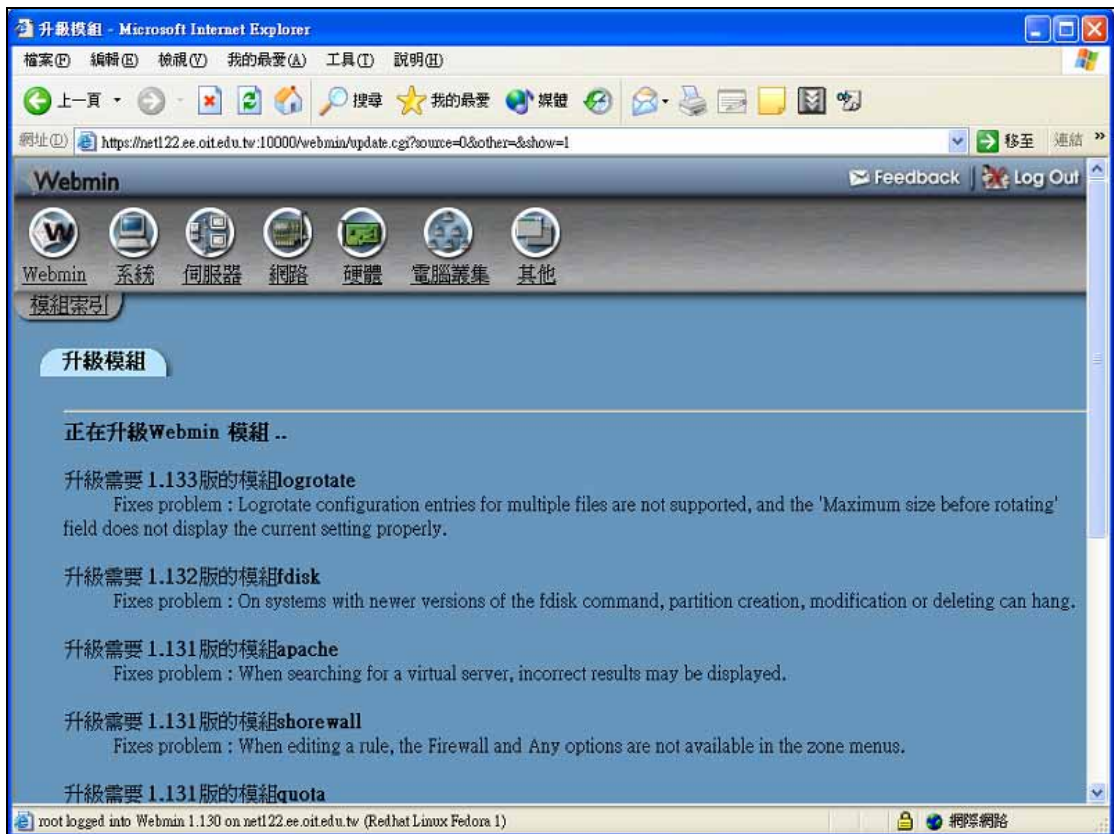 升級模組 - Microsoft Internet Explorer
檔案(F) 編輯(E) 檢視(V) 我的最愛(A) 工具(T) 說明(H)
上一頁 搜尋 我的最愛 媒體
網址(D) https://net122.ee.oit.edu.tw:10000/webmin/update.cgi?source=0&other=&show=1 移至 連結 »
Webmin Feedback Log Out
Webmin 系統 伺服器 網路 硬體 電腦叢集 其他
模組索引
升級模組
正在升級Webmin 模組 ..
升級需要 1.133版的模組logrotate
Fixes problem : Logrotate configuration entries for multiple files are not supported, and the 'Maximum size before rotating'
field does not display the current setting properly.
升級需要 1.132版的模組fdisk
Fixes problem : On systems with newer versions of the fdisk command, partition creation, modification or deleting can hang.
升級需要 1.131版的模組apache
Fixes problem : When searching for a virtual server, incorrect results may be displayed.
升級需要 1.131版的模組shorewall
Fixes problem : When editing a rule, the Firewall and Any options are not available in the zone menus.
升級需要 1.131版的模組quota
root logged into Webmin 1.130 on net122.ee.oit.edu.tw (Redhat Linux Fedora 1) 網際網路